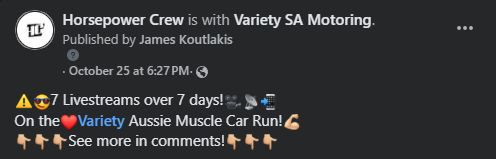 Horsepower Crew is with Variety SA Motoring.
Published by James Koutlakis
· October 25 at 6:27 PM ·
⚠️😎7 Livestreams over 7 days!🎥📡📲
On the❤️Variety Aussie Muscle Car Run!💪🏼
👇🏼👇🏼👇🏼See more in comments!👇🏼👇🏼👇🏼